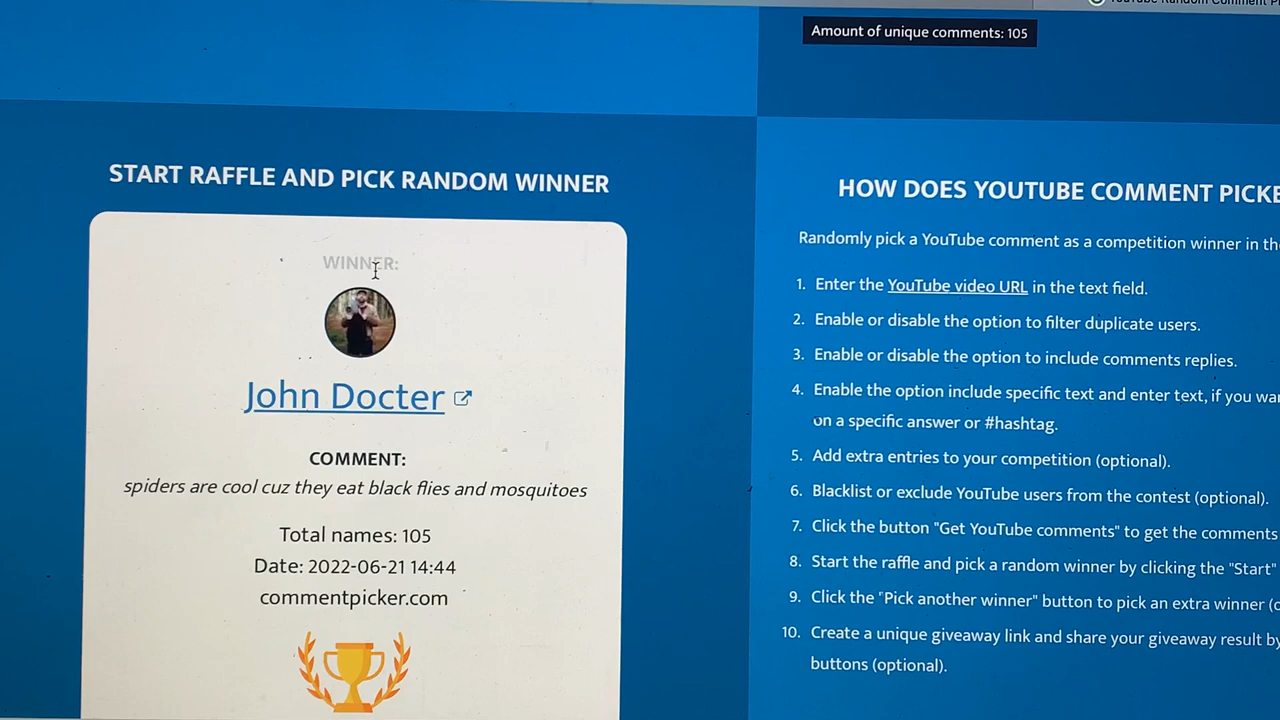 Amount of unique comments: 105
START RAFFLE AND PICK RANDOM WINNER
WINNER:
John Docter
COMMENT:
spiders are cool cuz they eat black flies and mosquitoes
Total names: 105
Date: 2022-06-21 14:44
commentpicker.com
HOW DOES YOUTUBE COMMENT
Randomly pick a YouTube comment as a competition winner in
1. Enter the YouTube video URL in the text field.
2. Enable or disable the option to filter duplicate users.
3. Enable or disable the option to include comments replies.
4. Enable the option include specific text and enter text, if you
on a specific answer or #hashtag.
5. Add extra entries to your competition (optional).
6. Blacklist or exclude YouTube users from the contest (optional).
7. Click the button "Get YouTube comments" to get the comments
8. Start the raffle and pick a random winner by clicking the "Start"
9. Click the "Pick another winner" button to pick an extra winner
10. Create a unique giveaway link and share your giveaway result by
buttons (optional).